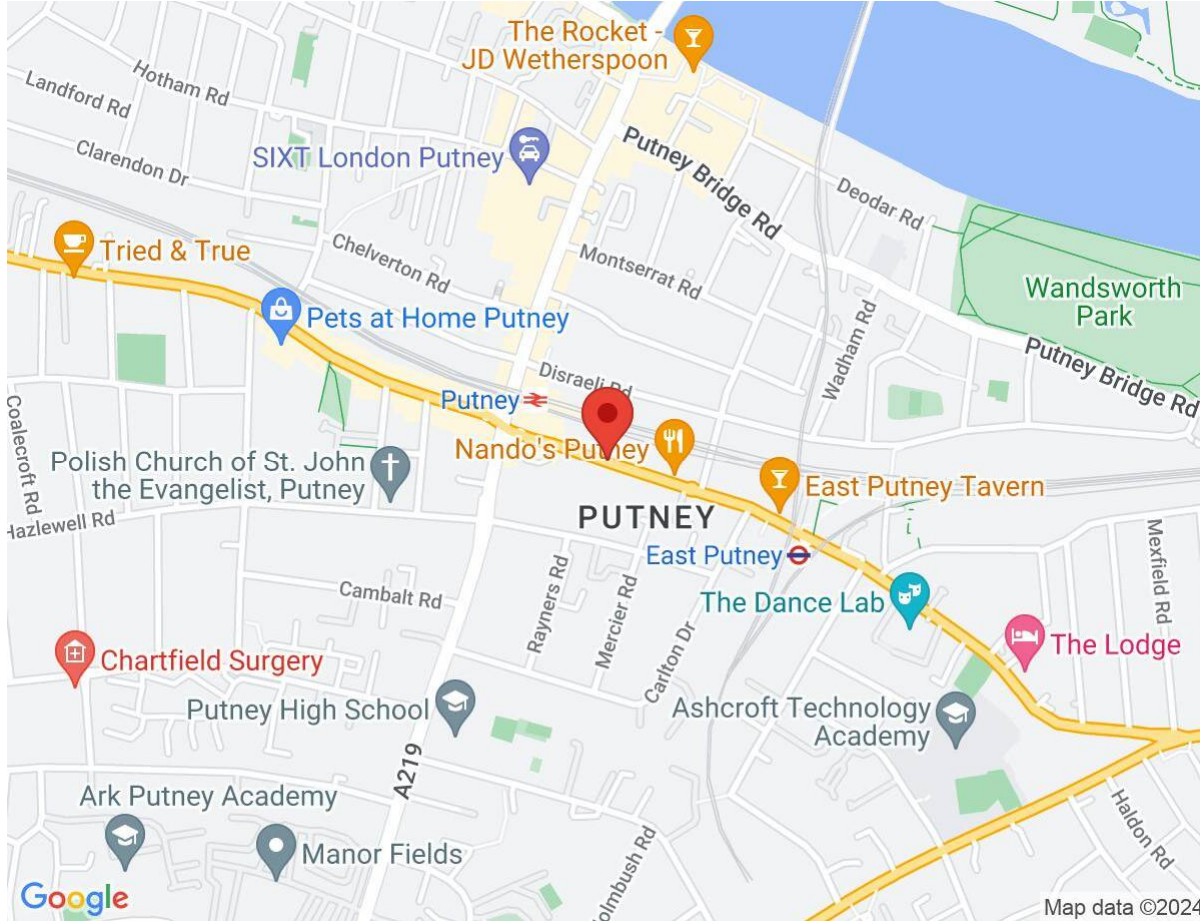 The Rocket -
JD Wetherspoon
Hotham Rd
Landford Rd
Clarendon Dr
SIXT London Putney
Putney Bridge Rd
Deodar Rd
Tried & True
Chelverton Rd
Montserrat Rd
Wandsworth
Park
Pets at Home Putney
Wadham Rd
Putney Bridge Rd
Disraeli Rd
Putney
Coalecroft Rd
Nando's Putney
Polish Church of St. John
the Evangelist, Putney
East Putney Tavern
Hazlewell Rd
PUTNEY
Mexfield Rd
East Putney
Cambalt Rd
Rayners Rd
Mercier Rd
The Dance Lab
Carlton Dr
The Lodge
Chartfield Surgery
Putney High School
Ashcroft Technology
Academy
A219
Ark Putney Academy
Haldon Rd
Manor Fields
olmbush Rd
Google
Map data ©2024